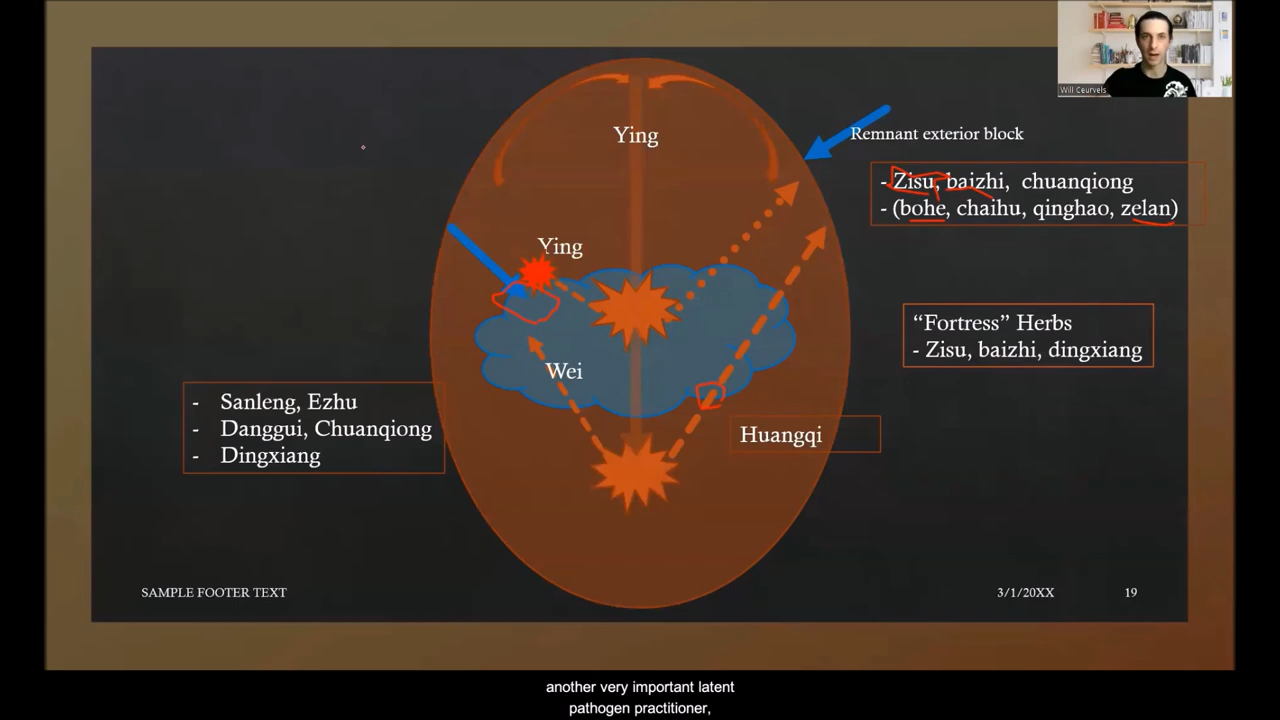 Will Ceurvels
Ying
Remnant exterior block
- Zisu, baizhi, chuanqiong
- (bohe, chaihu, qinghao, zelan)
Ying
"Fortress" Herbs
- Zisu, baizhi, dingxiang
Wei
- Sanleng, Ezhu
- Danggui, Chuanqiong
- Dingxiang
Huangqi
SAMPLE FOOTER TEXT
3/1/20XX
19
another very important latent
pathogen practitioner,